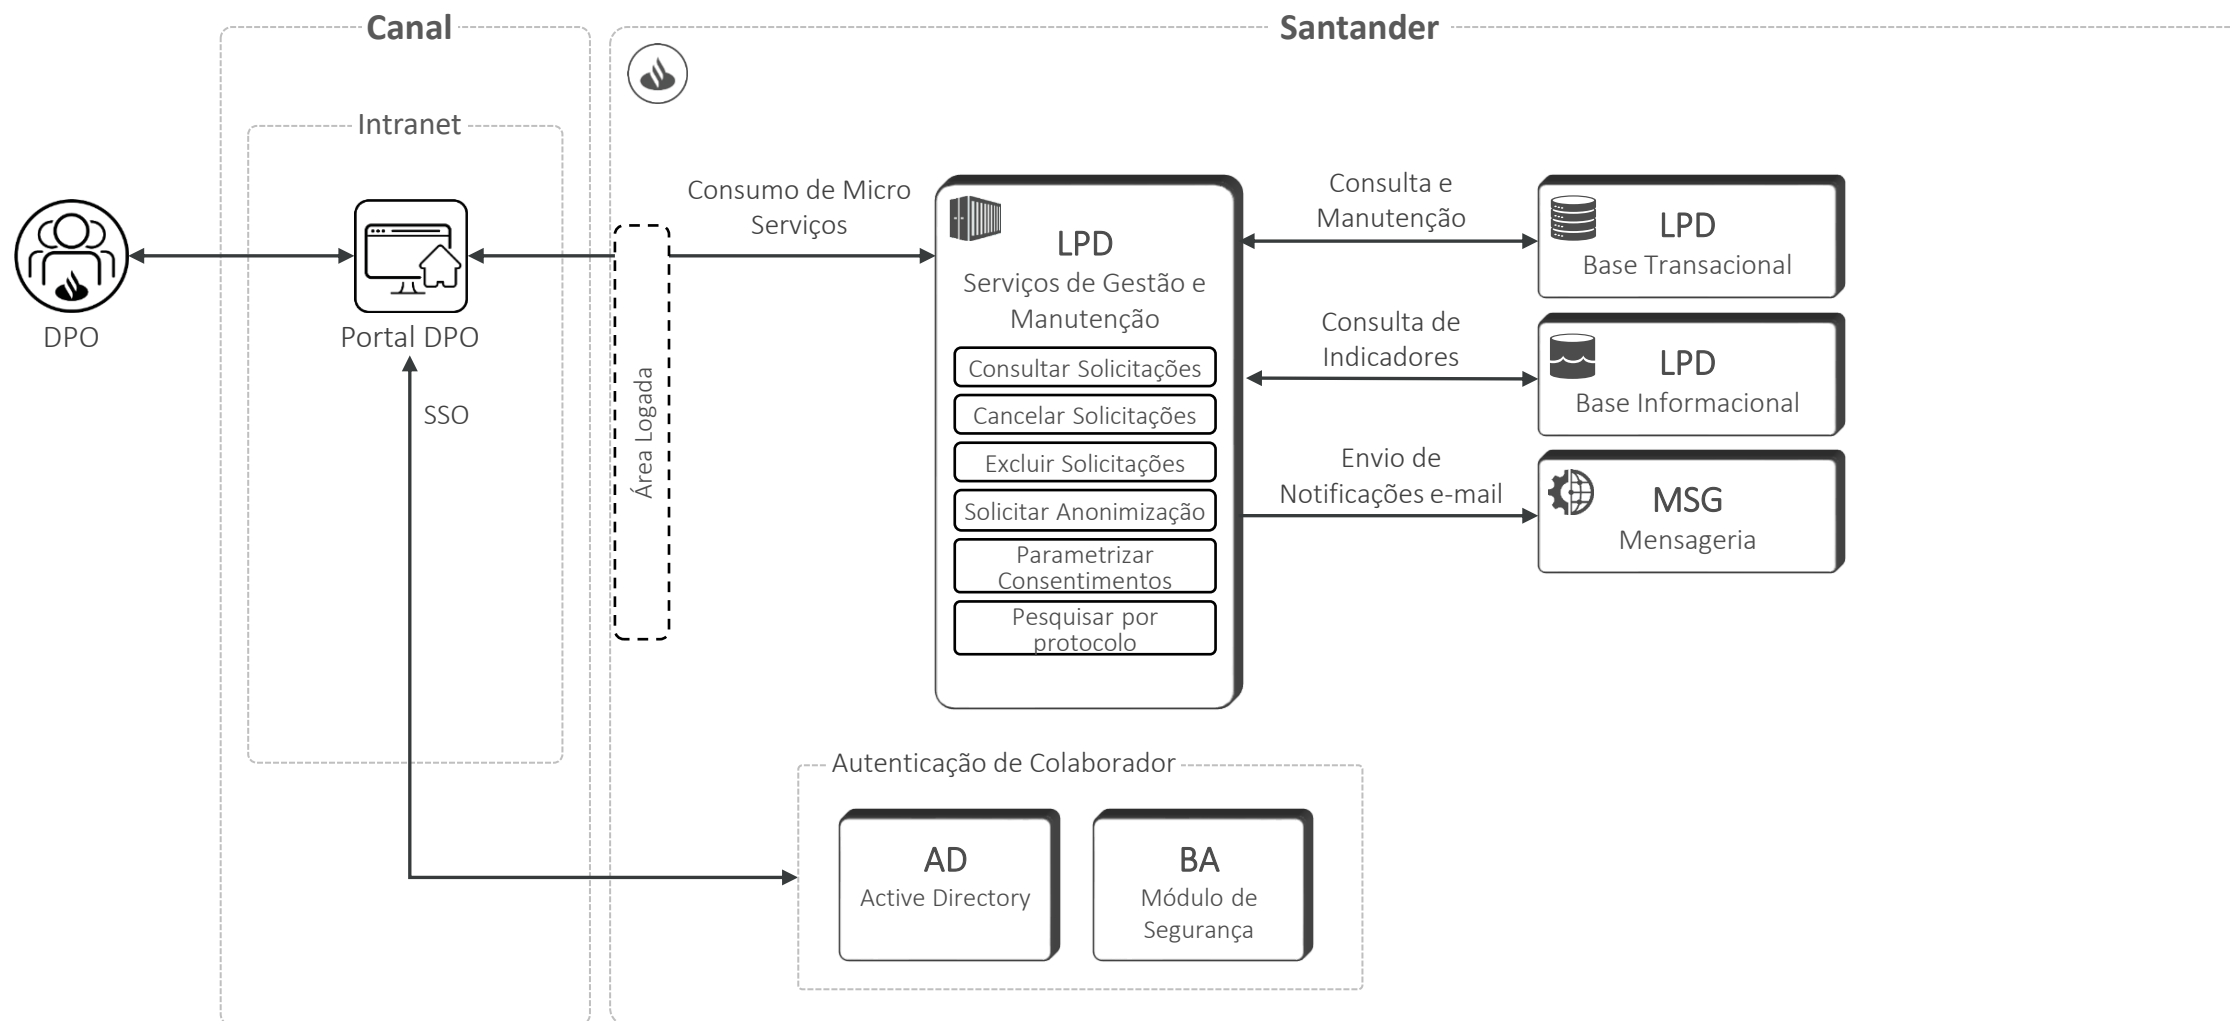 Canal
Santander
Intranet
DPO
Portal DPO
SSO
Área Logada
Consumo de Micro
Serviços
LPD
Serviços de Gestão e
Manutenção
Consultar Solicitações
Cancelar Solicitações
Excluir Solicitações
Solicitar Anonimização
Parametrizar
Consentimentos
Pesquisar por
protocolo
Consulta e
Manutenção
LPD
Base Transacional
Consulta de
Indicadores
LPD
Base Informacional
Envio de
Notificações e-mail
MSG
Mensageria
Autenticação de Colaborador
AD
Active Directory
BA
Módulo de
Segurança